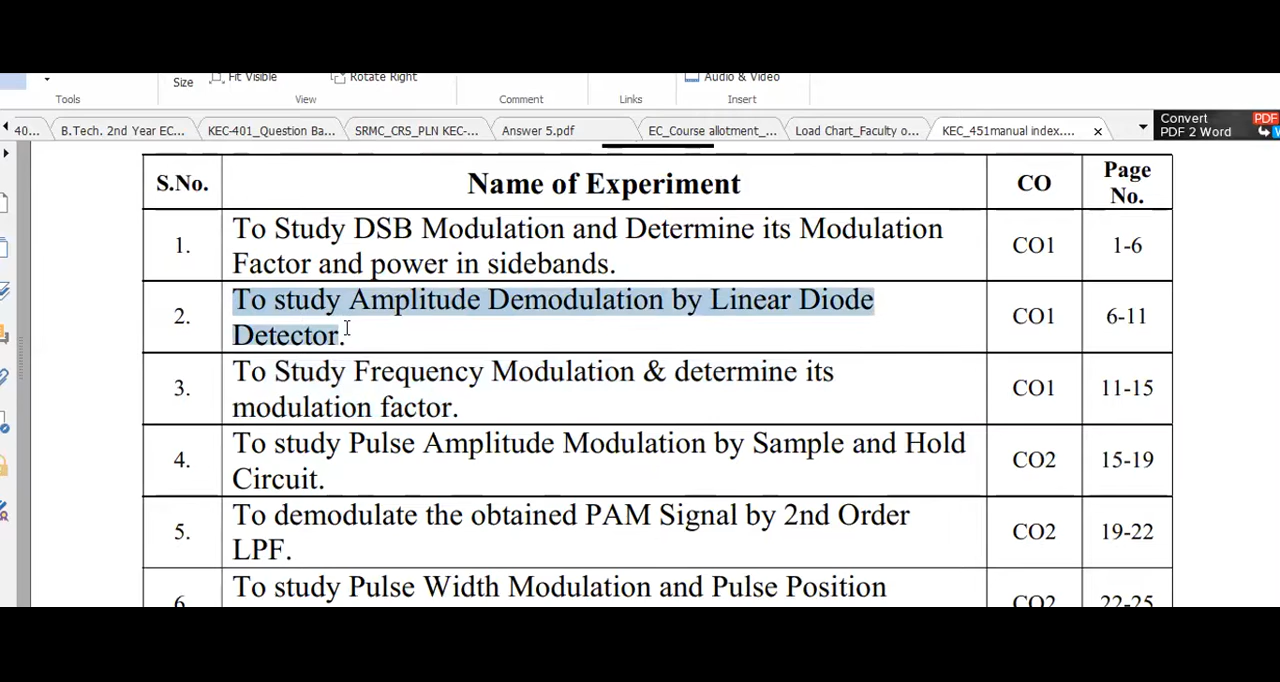 Size
Fit Visible
Rotate Right
Audio & Video
Tools
View
Comment
Links
Insert
40...
B.Tech. 2nd Year EC...
KEC-401_Question Ba...
SRMC_CRS_PLN KEC-...
Answer 5.pdf
EC_Course allotment_...
Load Chart_Faculty o...
KEC_451manual index....
Convert
PDF 2 Word
PDF
S.No.
Name of Experiment
CO
Page
No.
1.
To Study DSB Modulation and Determine its Modulation
Factor and power in sidebands.
CO1
1-6
2.
To study Amplitude Demodulation by Linear Diode
Detector.
CO1
6-11
3.
To Study Frequency Modulation & determine its
modulation factor.
CO1
11-15
4.
To study Pulse Amplitude Modulation by Sample and Hold
Circuit.
CO2
15-19
5.
To demodulate the obtained PAM Signal by 2nd Order
LPF.
CO2
19-22
6.
To study Pulse Width Modulation and Pulse Position
CO2
22-25